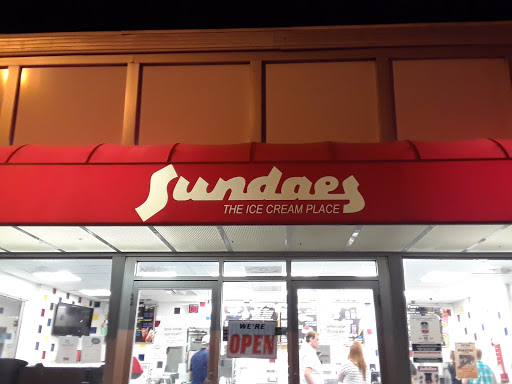 Sundaes
THE ICE CREAM PLACE
WE'RE
OPEN